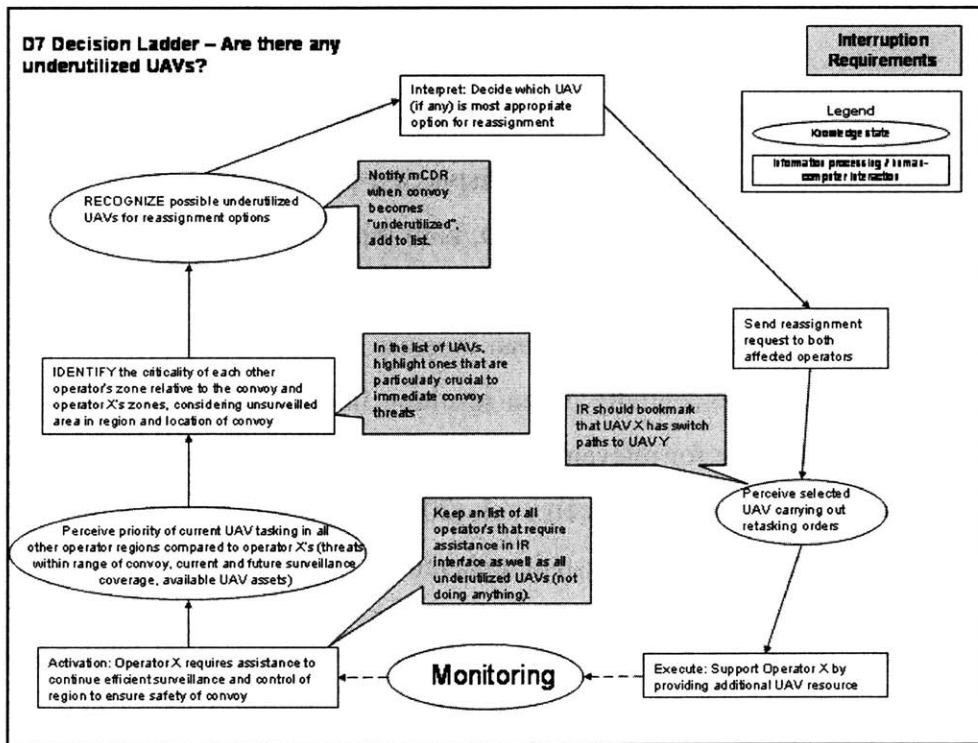 D7 Decision Ladder – Are there any
underutilized UAVs?
Interruption
Requirements
Legend
Knowledge state
Information processing / human-
computer interaction
Interpret: Decide which UAV
(if any) is most appropriate
option for reassignment
Notify mCDR
when convoy
becomes
"underutilized",
add to list.
RECOGNIZE possible underutilized
UAVs for reassignment options
Send reassignment
request to both
affected operators
In the list of UAVs,
highlight ones that are
particularly crucial to
immediate convoy
threats
IDENTIFY the criticality of each other
operator's zone relative to the convoy and
operator X's zones, considering unsurveilled
area in region and location of convoy
IR should bookmark
that UAV X has switch
paths to UAV Y
Perceive selected
UAV carrying out
retasking orders
Keep an list of all
operator's that require
assistance in IR
interface as well as all
underutilized UAVs (not
doing anything).
Perceive priority of current UAV tasking in all
other operator regions compared to operator X's (threats
within range of convoy, current and future surveillance
coverage, available UAV assets)
Activation: Operator X requires assistance to
continue efficient surveillance and control of
region to ensure safety of convoy
Monitoring
Execute: Support Operator X by
providing additional UAV resource